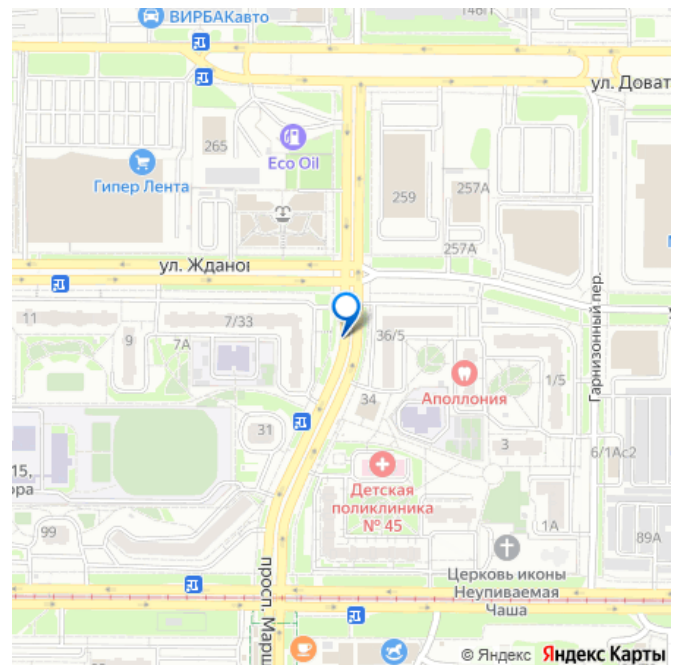 ВИРБАКавто
146П
ул. Доват
265
Eco Oil
Гипер Лента
259
257А
257А
ул. Жданог
Гарнизонный пер.
11
7/33
9
7А
36/5
Аполлония
1/5
34
31
3
6/1Ас2
15.
ора
Детская
поликлиника
№ 45
99
1А
89А
Церковь иконы
Неупиваемая
Чаша
просп. Марш
© Яндекс Яндекс Карты